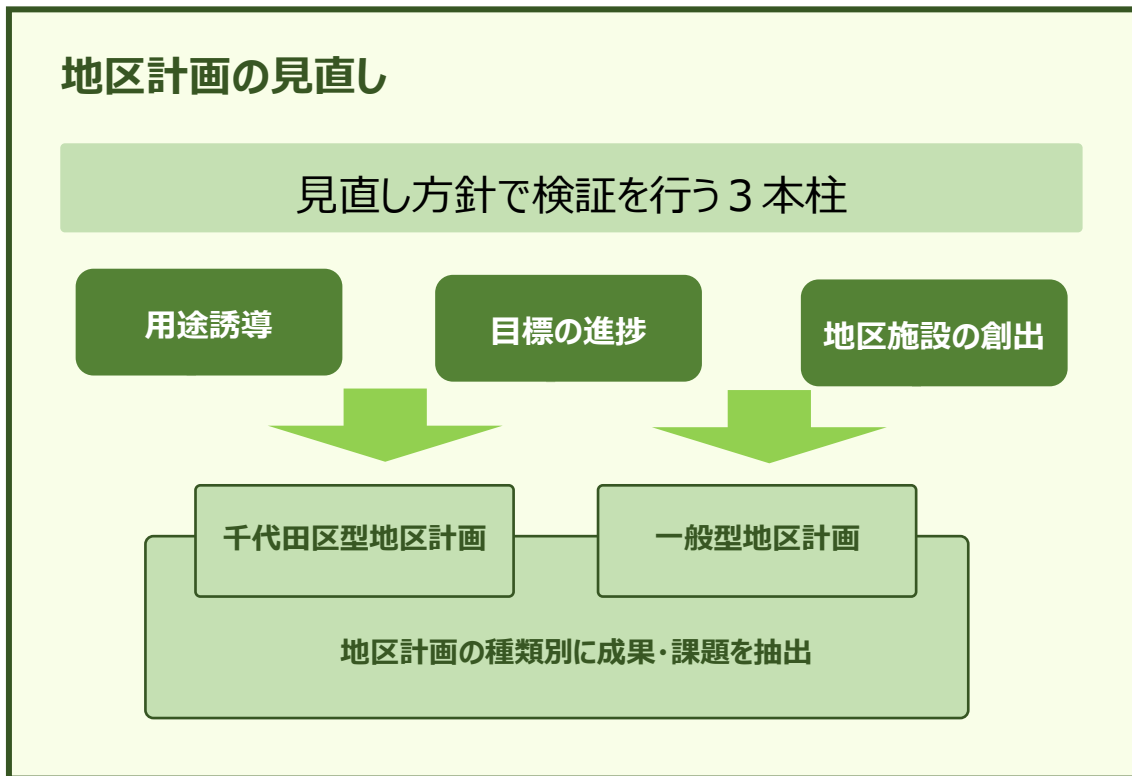 地区計画の見直し
見直し方針で検証を行う３本柱
用途誘導
目標の進捗
地区施設の創出
千代田区型地区計画
一般型地区計画
地区計画の種類別に成果・課題を抽出